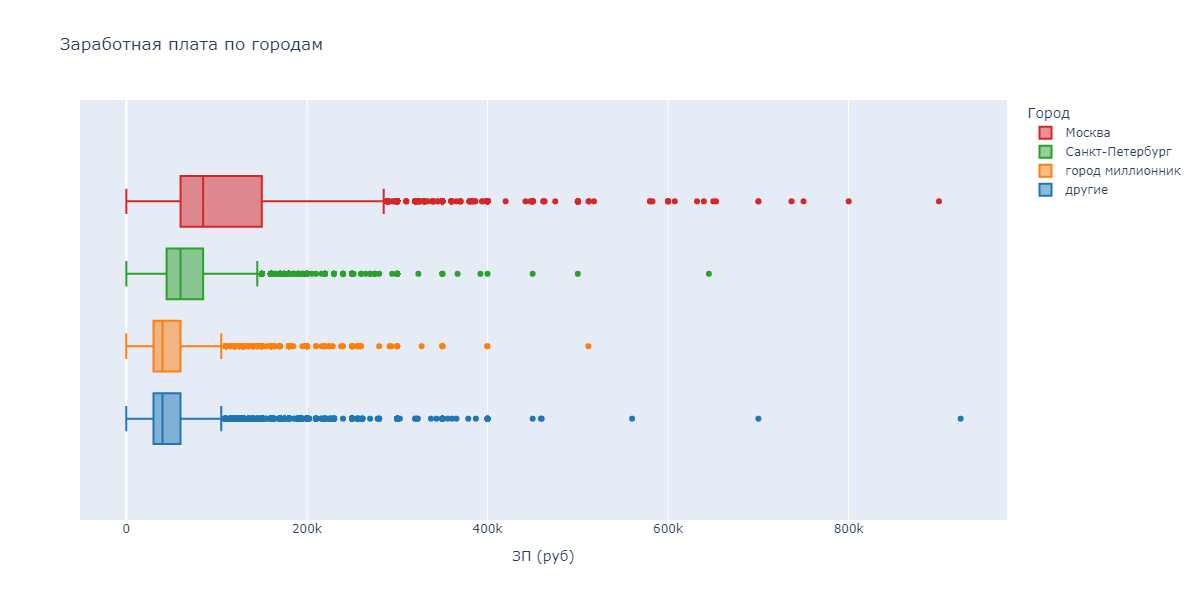 Заработная плата по городам
Город
Москва
Санкт-Петербург
город миллионник
другие
0
200k
400k
600k
800k
ЗП (руб)